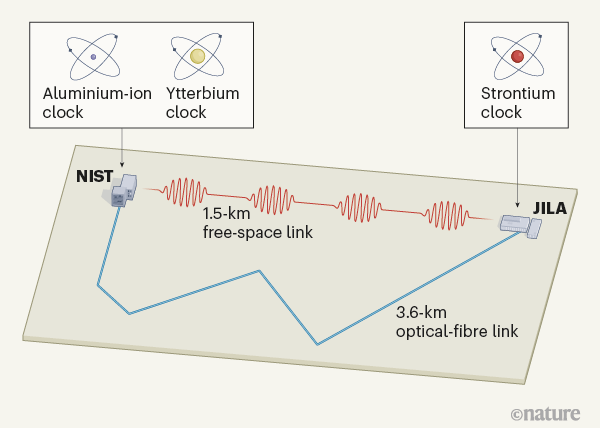 Aluminium-ion
clock
Ytterbium
clock
Strontium
clock
NIST
JILA
1.5-km
free-space link
3.6-km
optical-fibre link
©nature